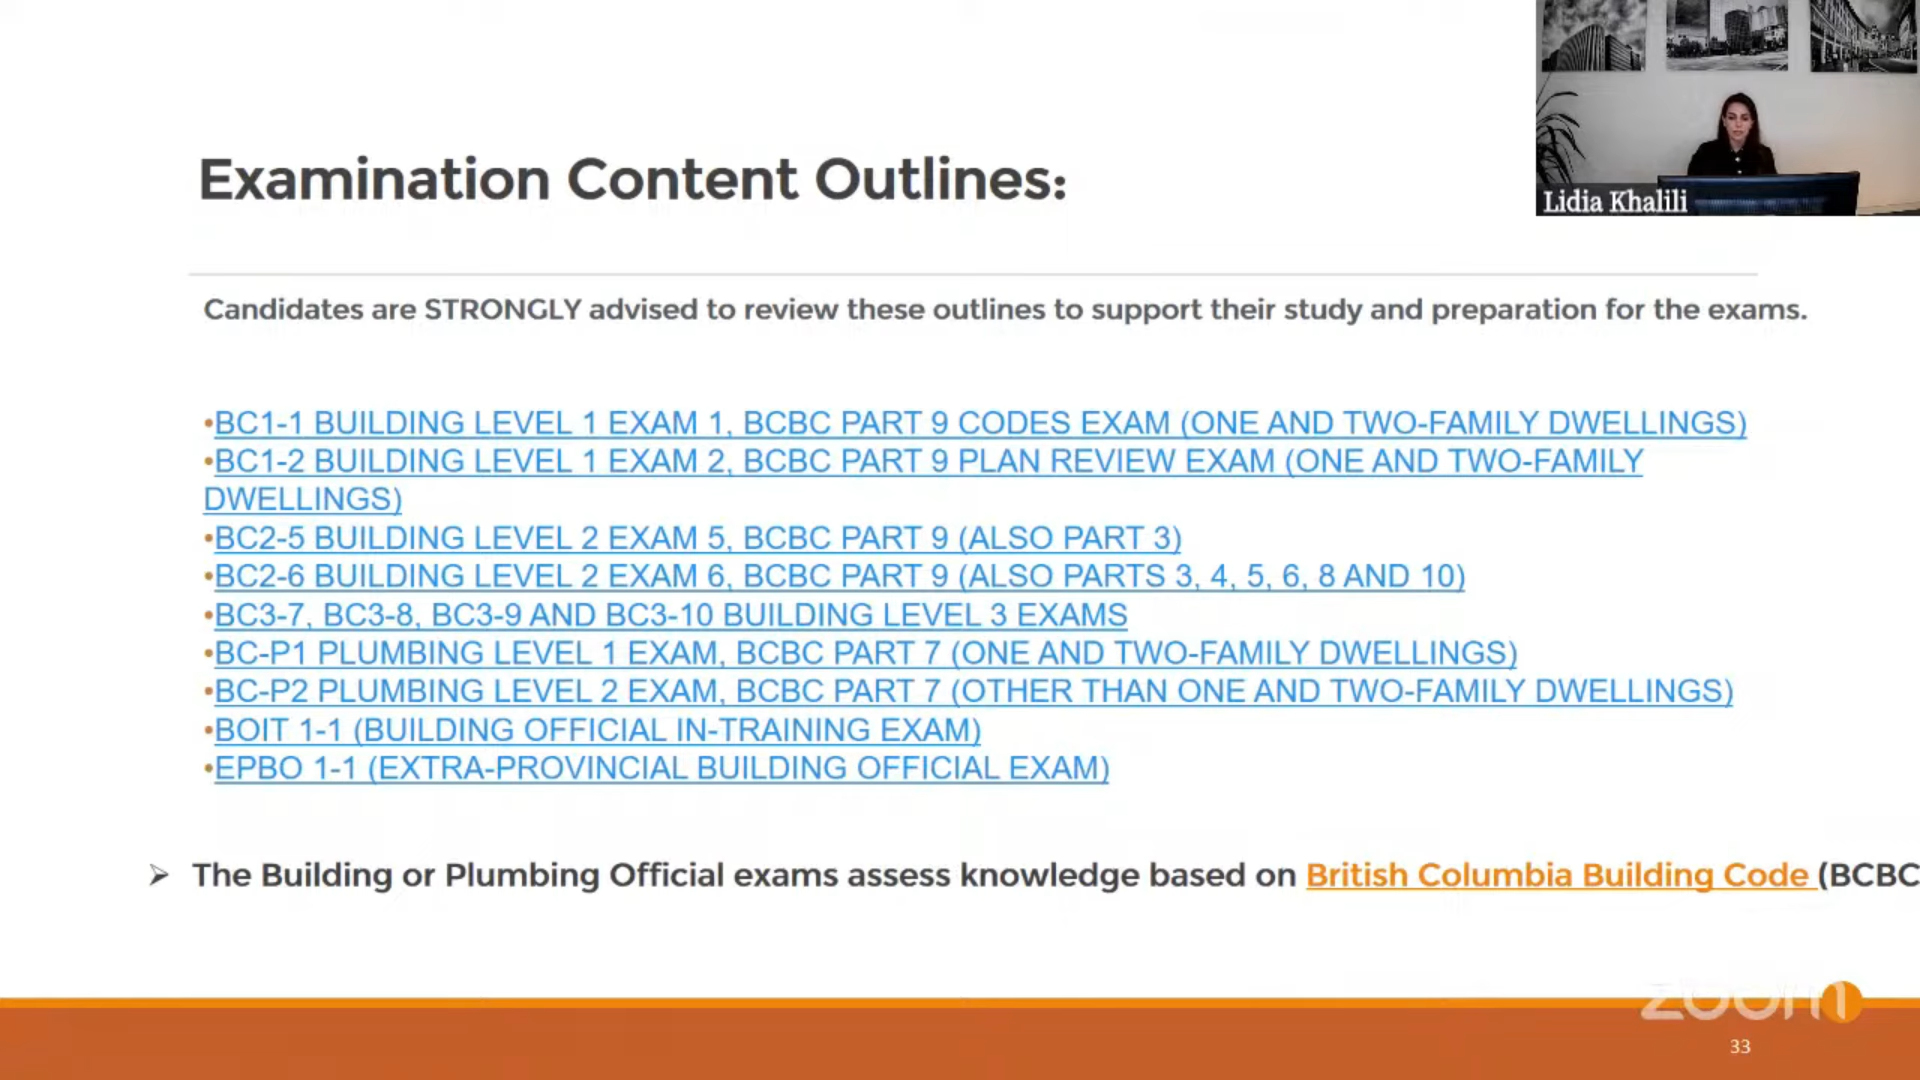 Lidia Khalili
Examination Content Outlines:
Candidates are STRONGLY advised to review these outlines to support their study and preparation for the exams.
•BC1-1 BUILDING LEVEL 1 EXAM 1, BCBC PART 9 CODES EXAM (ONE AND TWO-FAMILY DWELLINGS)
•BC1-2 BUILDING LEVEL 1 EXAM 2, BCBC PART 9 PLAN REVIEW EXAM (ONE AND TWO-FAMILY
DWELLINGS)
•BC2-5 BUILDING LEVEL 2 EXAM 5, BCBC PART 9 (ALSO PART 3)
•BC2-6 BUILDING LEVEL 2 EXAM 6, BCBC PART 9 (ALSO PARTS 3, 4, 5, 6, 8 AND 10)
•BC3-7, BC3-8, BC3-9 AND BC3-10 BUILDING LEVEL 3 EXAMS
•BC-P1 PLUMBING LEVEL 1 EXAM, BCBC PART 7 (ONE AND TWO-FAMILY DWELLINGS)
•BC-P2 PLUMBING LEVEL 2 EXAM, BCBC PART 7 (OTHER THAN ONE AND TWO-FAMILY DWELLINGS)
•BOIT 1-1 (BUILDING OFFICIAL IN-TRAINING EXAM)
•EPBO 1-1 (EXTRA-PROVINCIAL BUILDING OFFICIAL EXAM)
➢ The Building or Plumbing Official exams assess knowledge based on British Columbia Building Code (BCBC
zoom
33